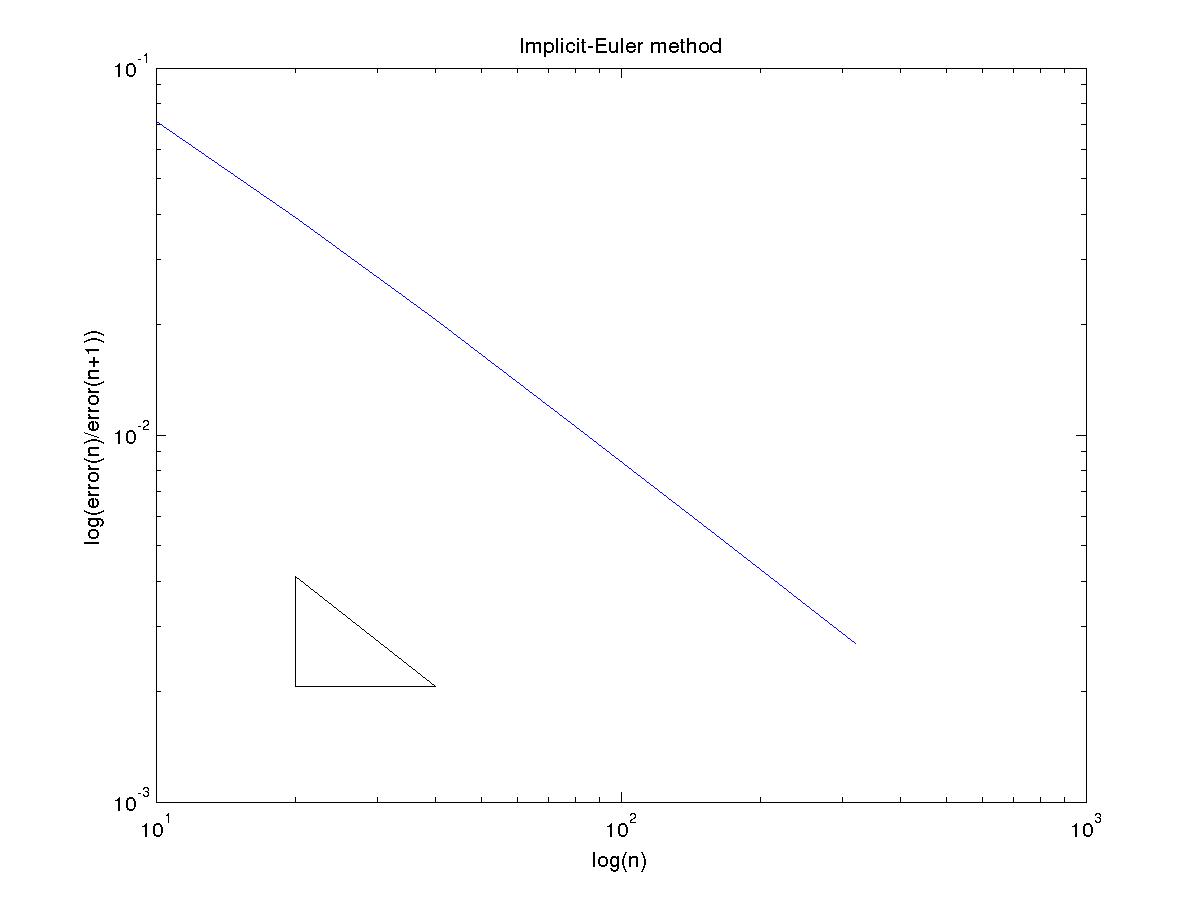 Implicit-Euler method
10^-1
10^-2
10^-3
log(error(n)/error(n+1))
10^1 10^2 10^3
log(n)